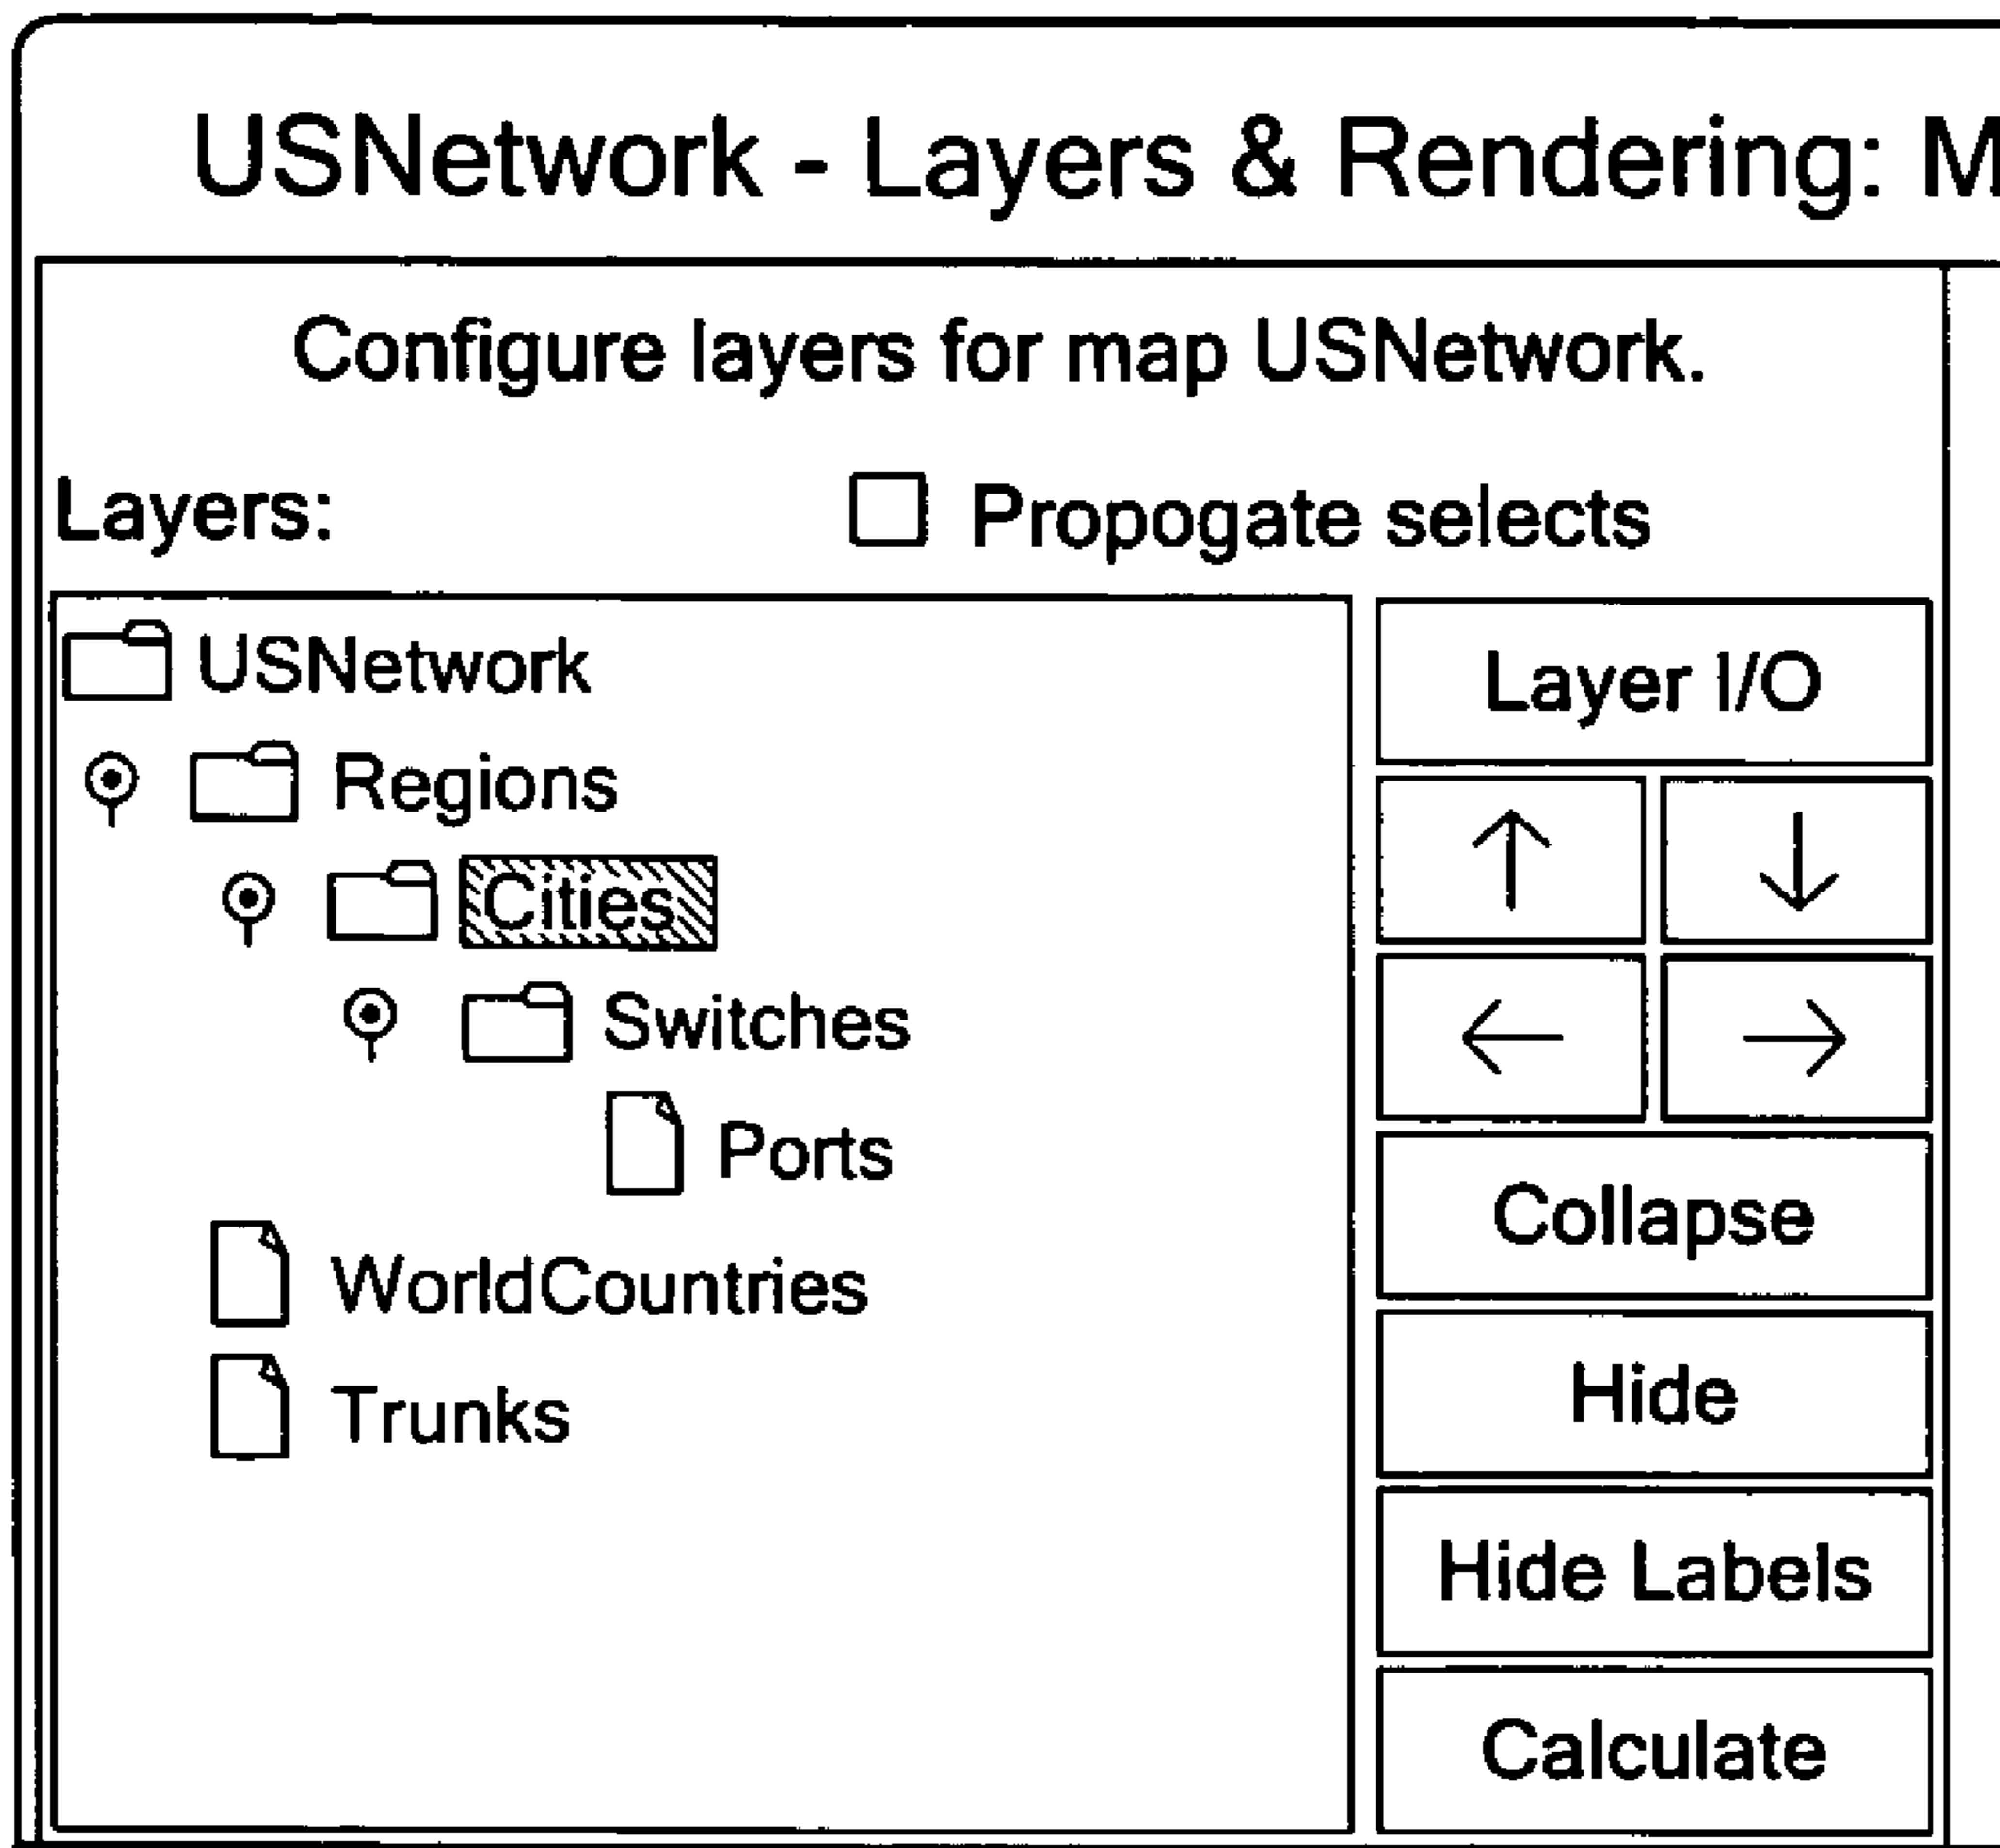 USNetwork - Layers & Rendering: M
Configure layers for map USNetwork.
Layers:
Propogate selects
USNetwork
Regions
Cities
Switches
Ports
WorldCountries
Trunks
Layer I/O
Collapse
Hide
Hide Labels
Calculate